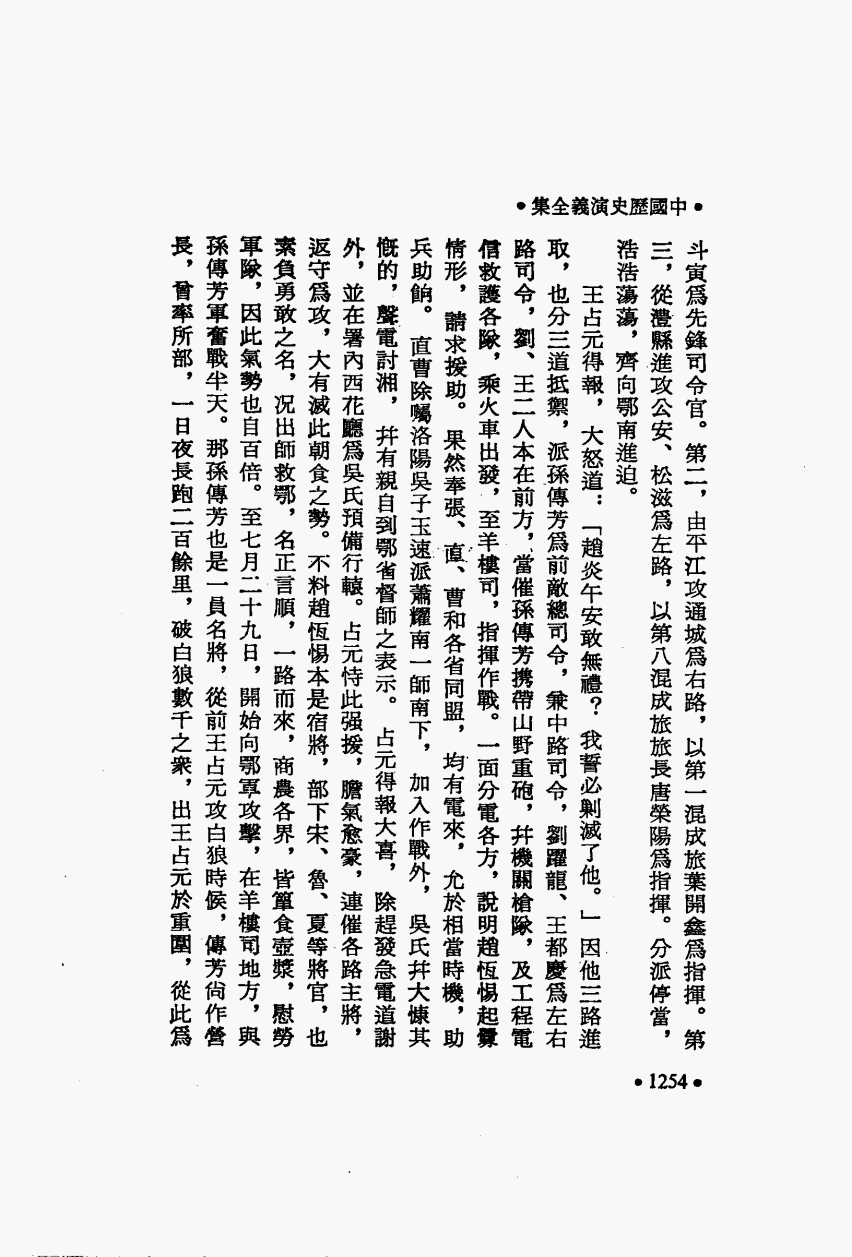 •中國歷史演義全集•
斗寅爲先鋒司令官。第二，由平江攻通城爲右路，以第一混成旅葉開鑫爲指揮。第
三，從澧縣進攻公安、松滋爲左路，以第八混成旅旅長唐榮陽爲指揮。分派停當，
浩浩蕩蕩，齊向鄂南進迫。
王占元得報，大怒道：「趙炎午安敢無禮？我誓必剿滅了他。」因他三路進
取，也分三道抵禦，派孫傳芳爲前敵總司令，兼中路司令，劉躍龍、王都慶爲左右
路司令，劉、王二人本在前方，當催孫傳芳攜帶山野重砲，幷機關槍隊，及工程電
信救護各隊，乘火車出發，至羊樓司，指揮作戰。一面分電各方，說明趙恆惕起釁
情形，請求援助。果然奉張、直、曹和各省同盟，均有電來，允於相當時機，助
兵助餉。直曹除囑洛陽吳子玉速派蕭耀南一師南下，加入作戰外，吳氏幷大慷其
慨的，聲電討湘，幷有親自到鄂省督師之表示。占元得報大喜，除趕發急電道謝
外，並在署內西花廳爲吳氏預備行轅。占元恃此强援，膽氣愈豪，連催各路主將，
返守爲攻，大有滅此朝食之勢。不料趙恆惕本是宿將，部下宋、魯、夏等將官，也
素負勇敢之名，况出師救鄂，名正言順，一路而來，商農各界，皆簞食壺漿，慰勞
軍隊，因此氣勢也自百倍。至七月二十九日，開始向鄂軍攻擊，在羊樓司地方，與
孫傳芳軍奮戰半天。那孫傳芳也是一員名將，從前王占元攻白狼時候，傳芳尙作營
長，曾率所部，一日夜長跑二百餘里，破白狼數千之衆，出王占元於重圍，從此爲
•1254•